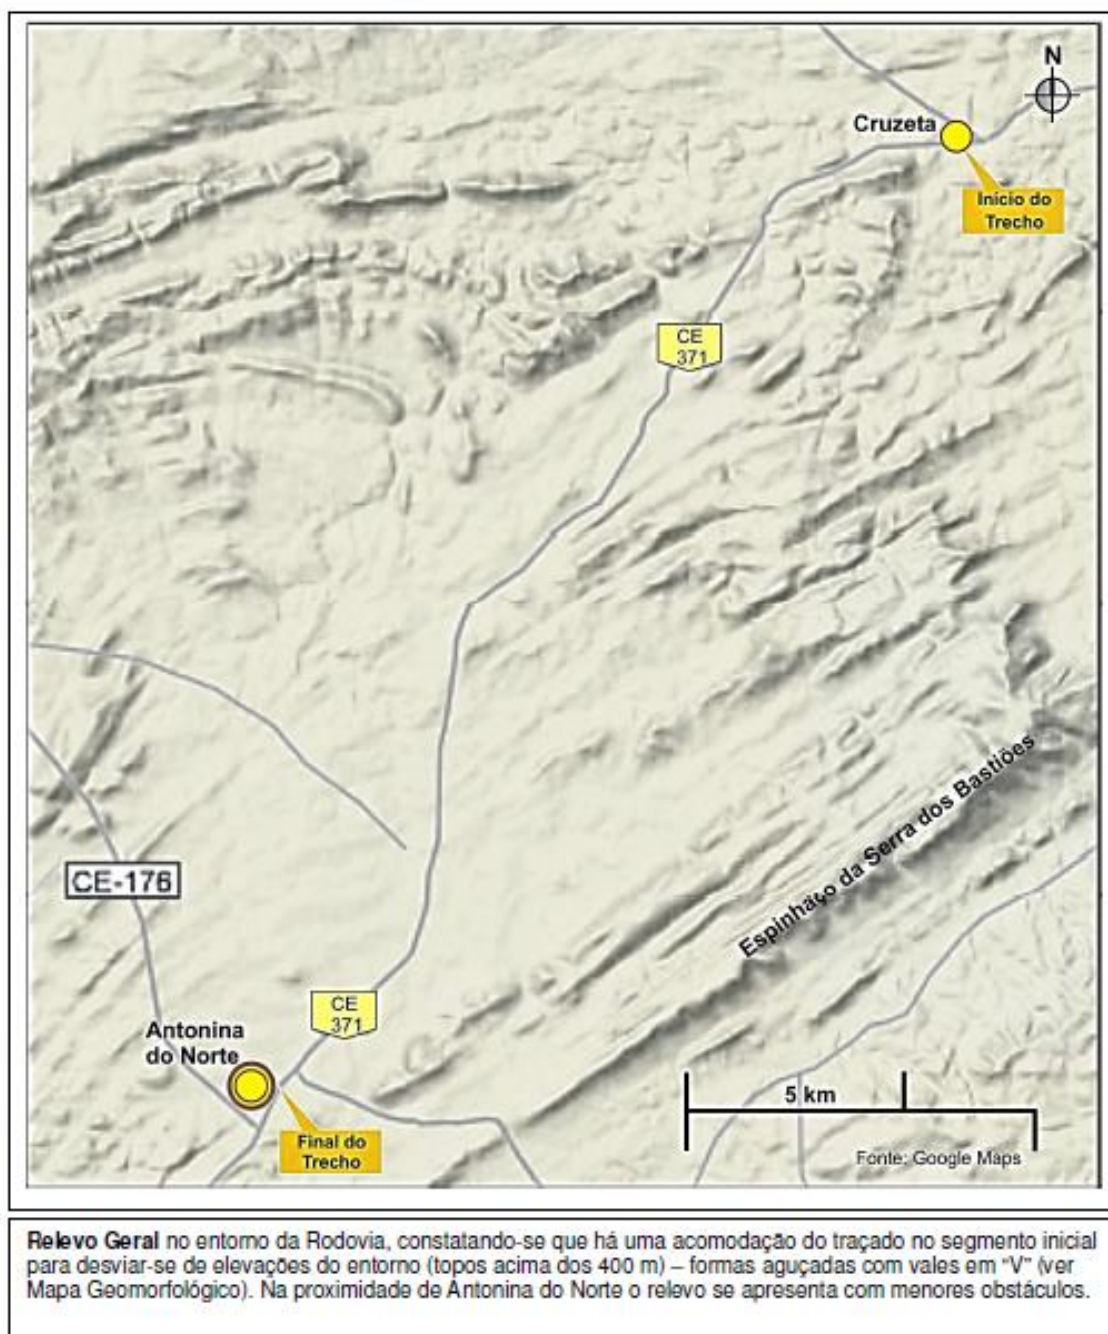 N
Cruzeta
Início do
Trecho
CE
371
Espinhaço da Serra dos Bastiões
CE-176
CE
371
Antonina
do Norte
5 km
Final do
Trecho
Fonte: Google Maps
Relevo Geral no entorno da Rodovia, constatando-se que há uma acomodação do traçado no segmento inicial
para desviar-se de elevações do entorno (topos acima dos 400 m) – formas aguçadas com vales em “V” (ver
Mapa Geomorfológico). Na proximidade de Antonina do Norte o relevo se apresenta com menores obstáculos.